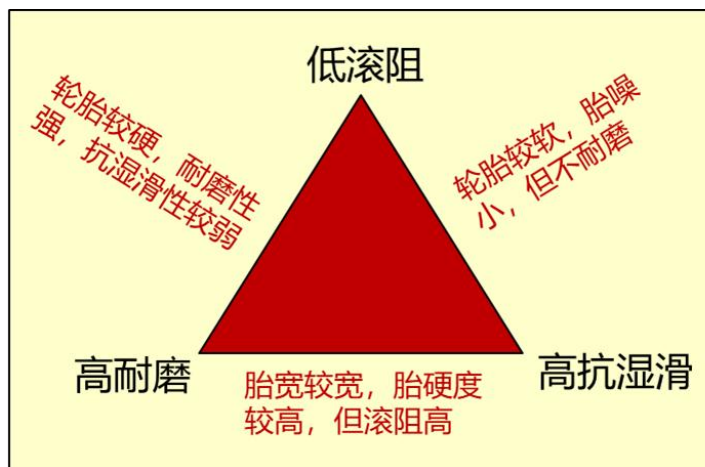 低滚阻
轮胎较硬，耐磨性
强，抗湿滑性较弱
轮胎较软，胎噪
小，但不耐磨
高耐磨
胎宽较宽，胎硬度
较高，但滚阻高
高抗湿滑